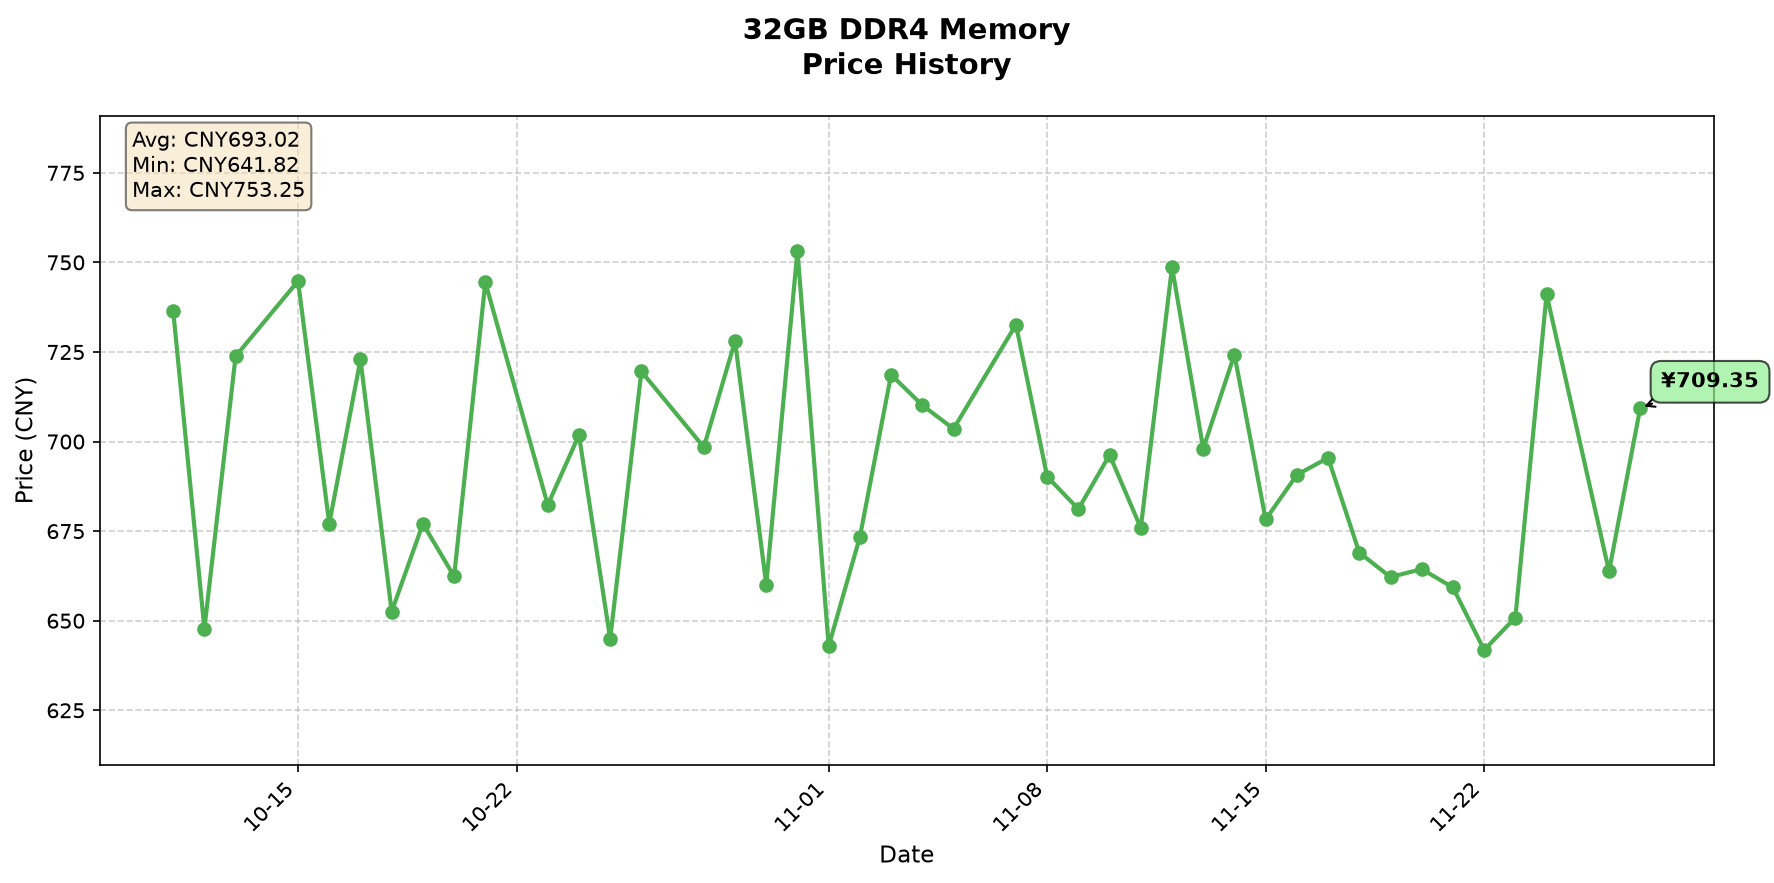 32GB DDR4 Memory
Price History
Avg: CNY693.02
Min: CNY641.82
Max: CNY753.25
775
750
725
700
675
650
625
Price (CNY)
¥709.35
10-15
10-22
11-01
11-08
11-15
11-22
Date